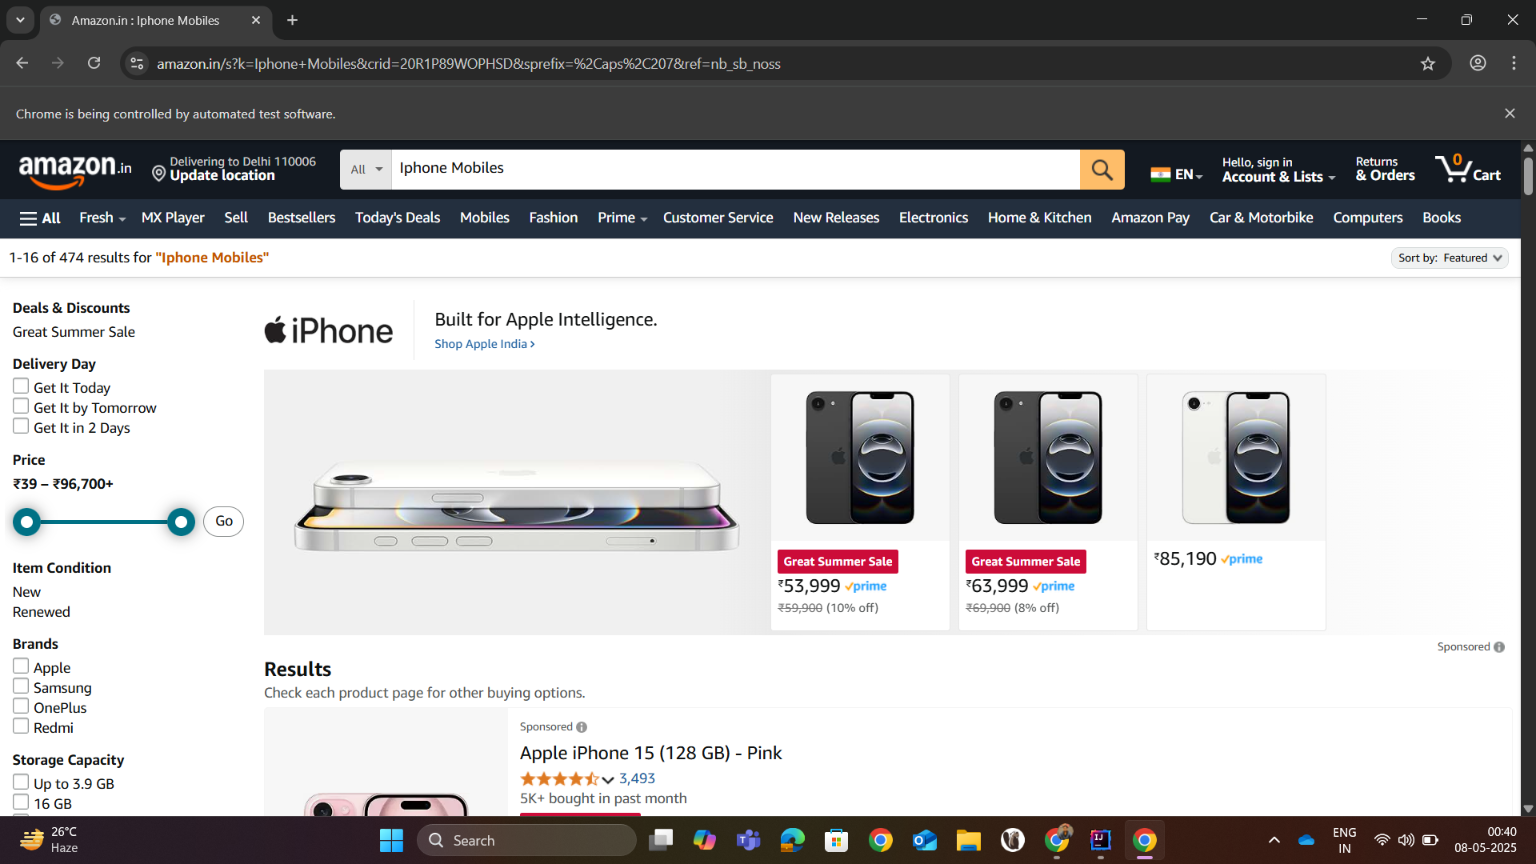 Amazon.in : Iphone Mobiles
amazon.in/s?k=Iphone+Mobiles&crid=20R1P89WOPHSD&sprefix=%2Caps%2C207&ref=nb_sb_noss
Chrome is being controlled by automated test software.
amazon.in
Delivering to Delhi 110006
Update location
All
Iphone Mobiles
EN
Hello, sign in
Account & Lists
Returns
& Orders
0
Cart
All Fresh MX Player Sell Bestsellers Today's Deals Mobiles Fashion Prime Customer Service New Releases Electronics Home & Kitchen Amazon Pay Car & Motorbike Computers Books
1-16 of 474 results for "Iphone Mobiles"
Sort by: Featured
Deals & Discounts
Great Summer Sale
Delivery Day
Get It Today
Get It by Tomorrow
Get It in 2 Days
Price
₹39 – ₹96,700+
Go
Item Condition
New
Renewed
Brands
Apple
Samsung
OnePlus
Redmi
Storage Capacity
Up to 3.9 GB
16 GB
iPhone
Built for Apple Intelligence.
Shop Apple India ›
Great Summer Sale
₹53,999 prime
₹59,900 (10% off)
Great Summer Sale
₹63,999 prime
₹69,900 (8% off)
₹85,190 prime
Sponsored
Results
Check each product page for other buying options.
Sponsored
Apple iPhone 15 (128 GB) - Pink
3,493
5K+ bought in past month
26°C
Haze
Search
ENG
IN
00:40
08-05-2025